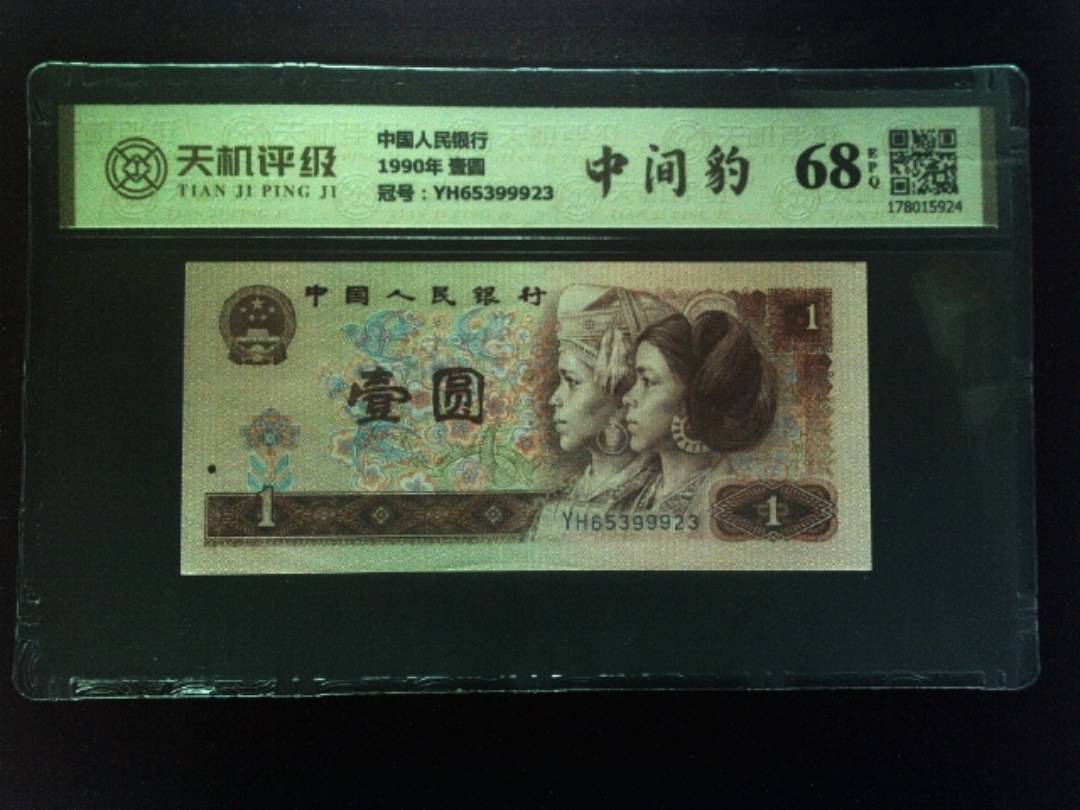 天机评级
TIAN JI PING JI
中国人民银行
1990年 壹圆
冠号：YH65399923
中间豹
68
EPQ
178015924
中国人民银行
1
壹圆
1
YH65399923
1